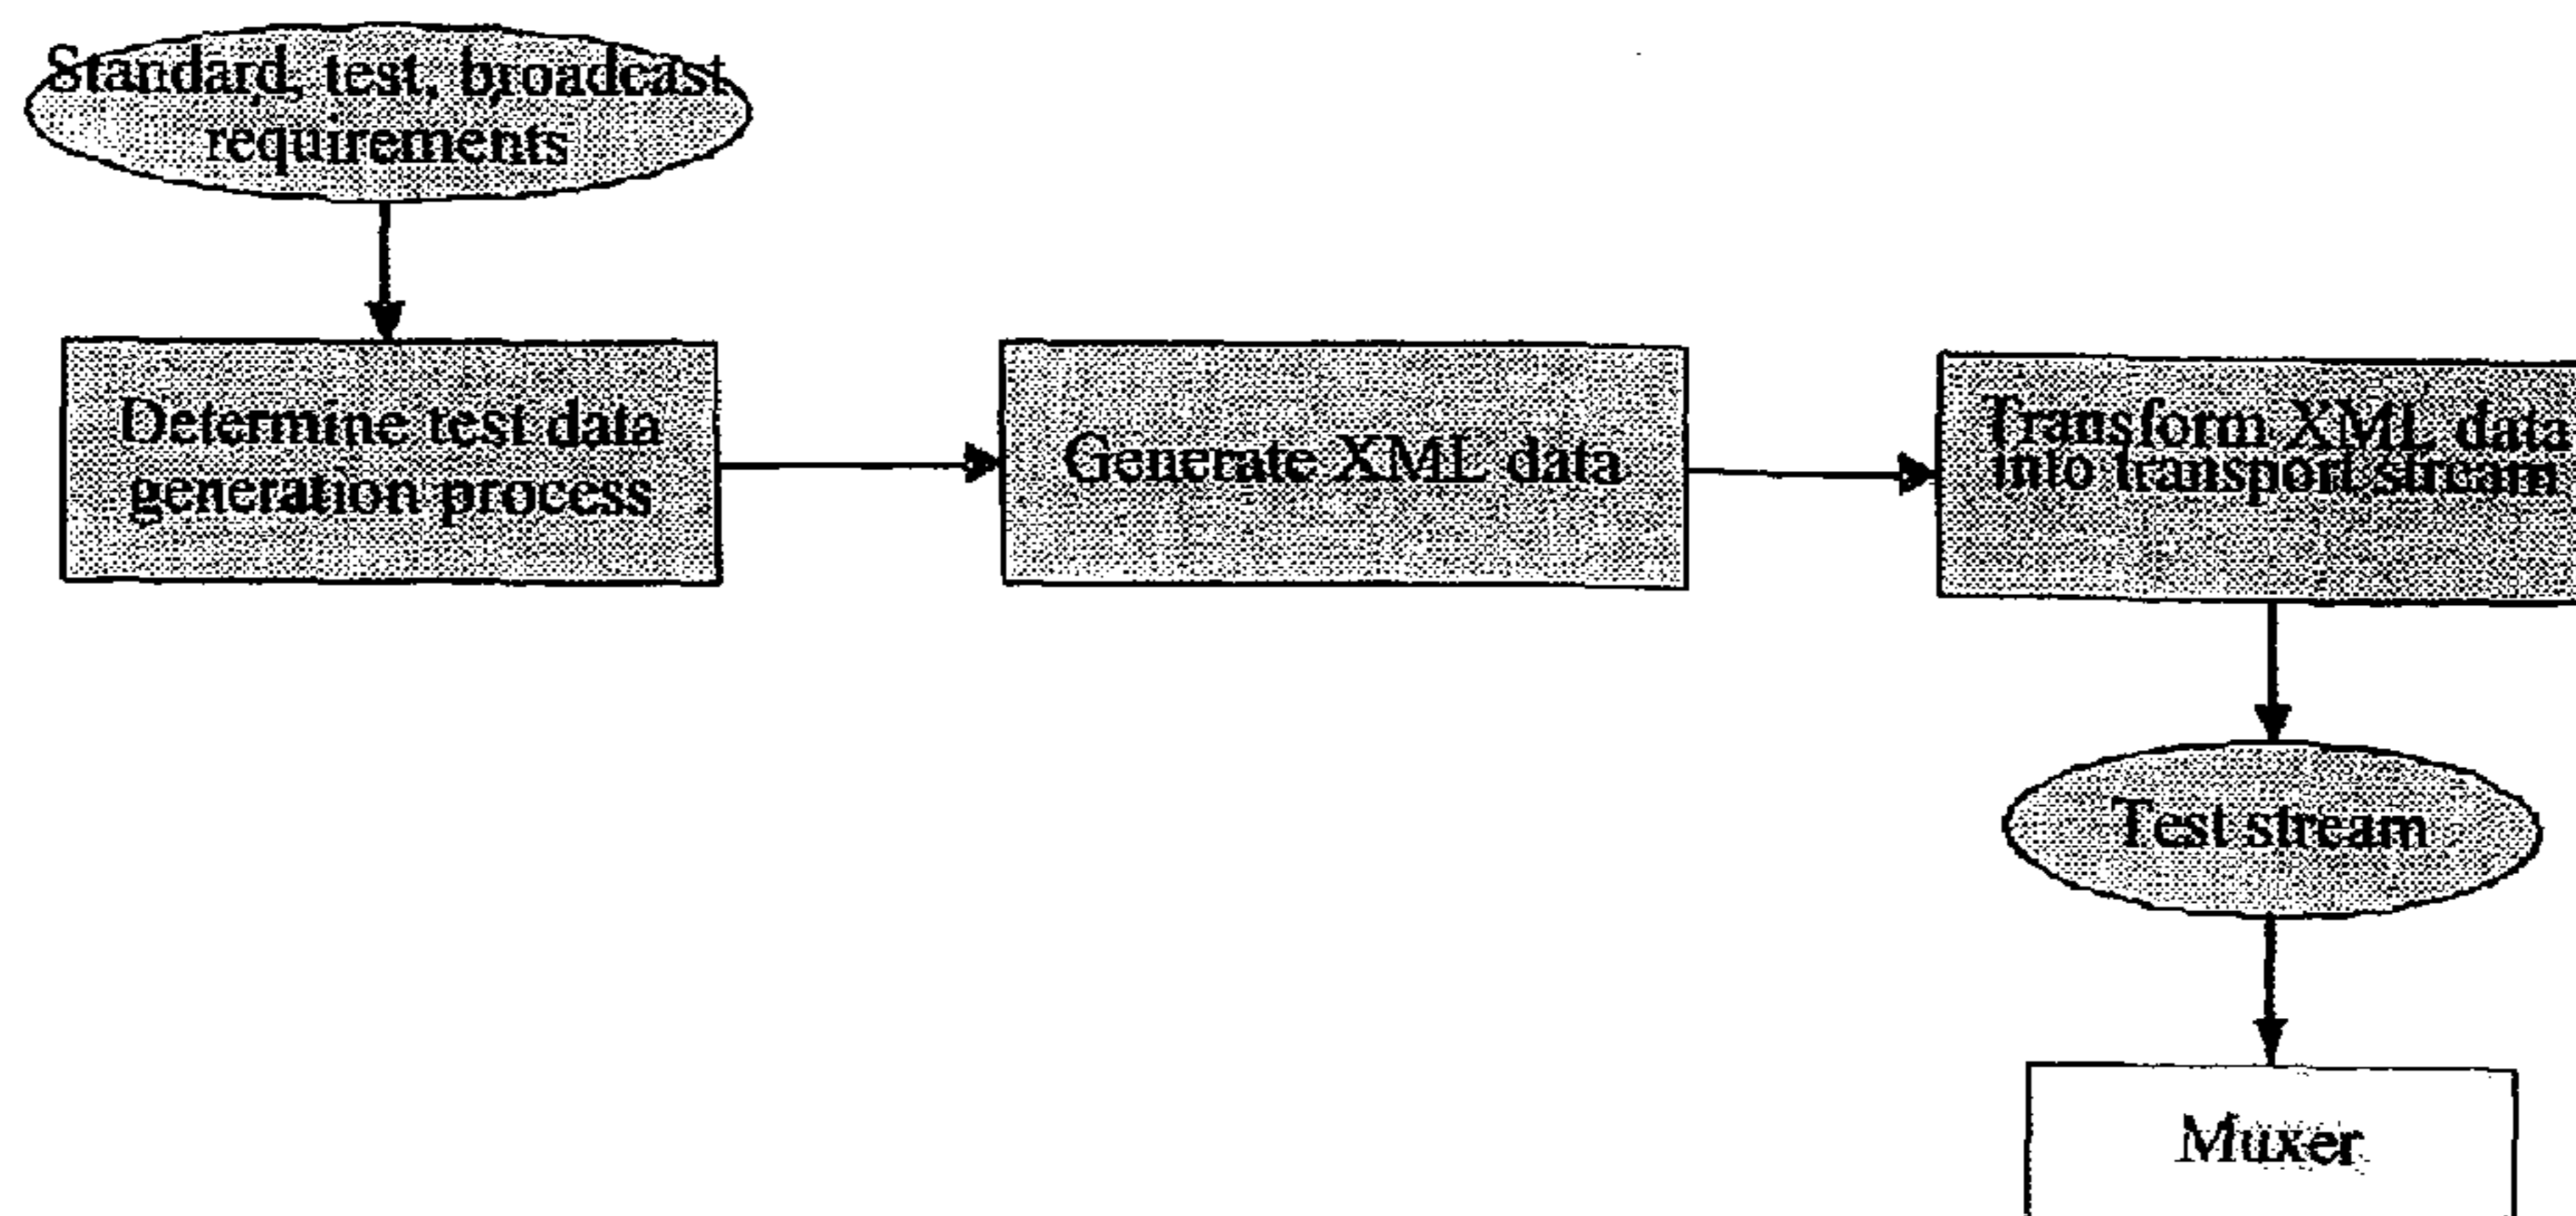 Standard, test, broadcast
requirements
Determine test data
generation process
Generate XML data
Transform XML data
into transport stream
Test stream
Muxer